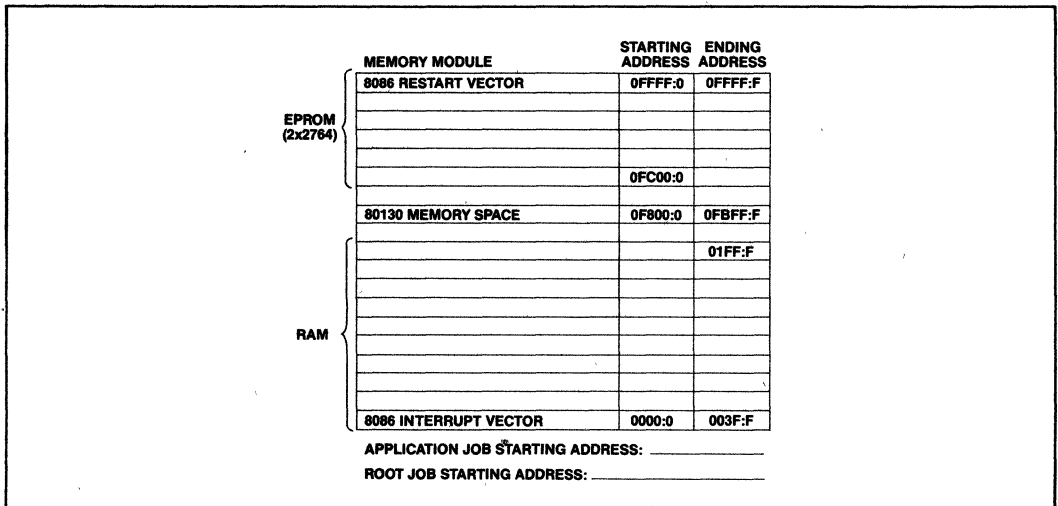 MEMORY MODULE STARTING ADDRESS ENDING ADDRESS
8086 RESTART VECTOR 0FFFF:0 0FFFF:F
EPROM
(2x2764)
0FC00:0
80130 MEMORY SPACE 0F800:0 0FBFF:F
01FF:F
RAM
8086 INTERRUPT VECTOR 0000:0 003F:F
APPLICATION JOB STARTING ADDRESS:
ROOT JOB STARTING ADDRESS: